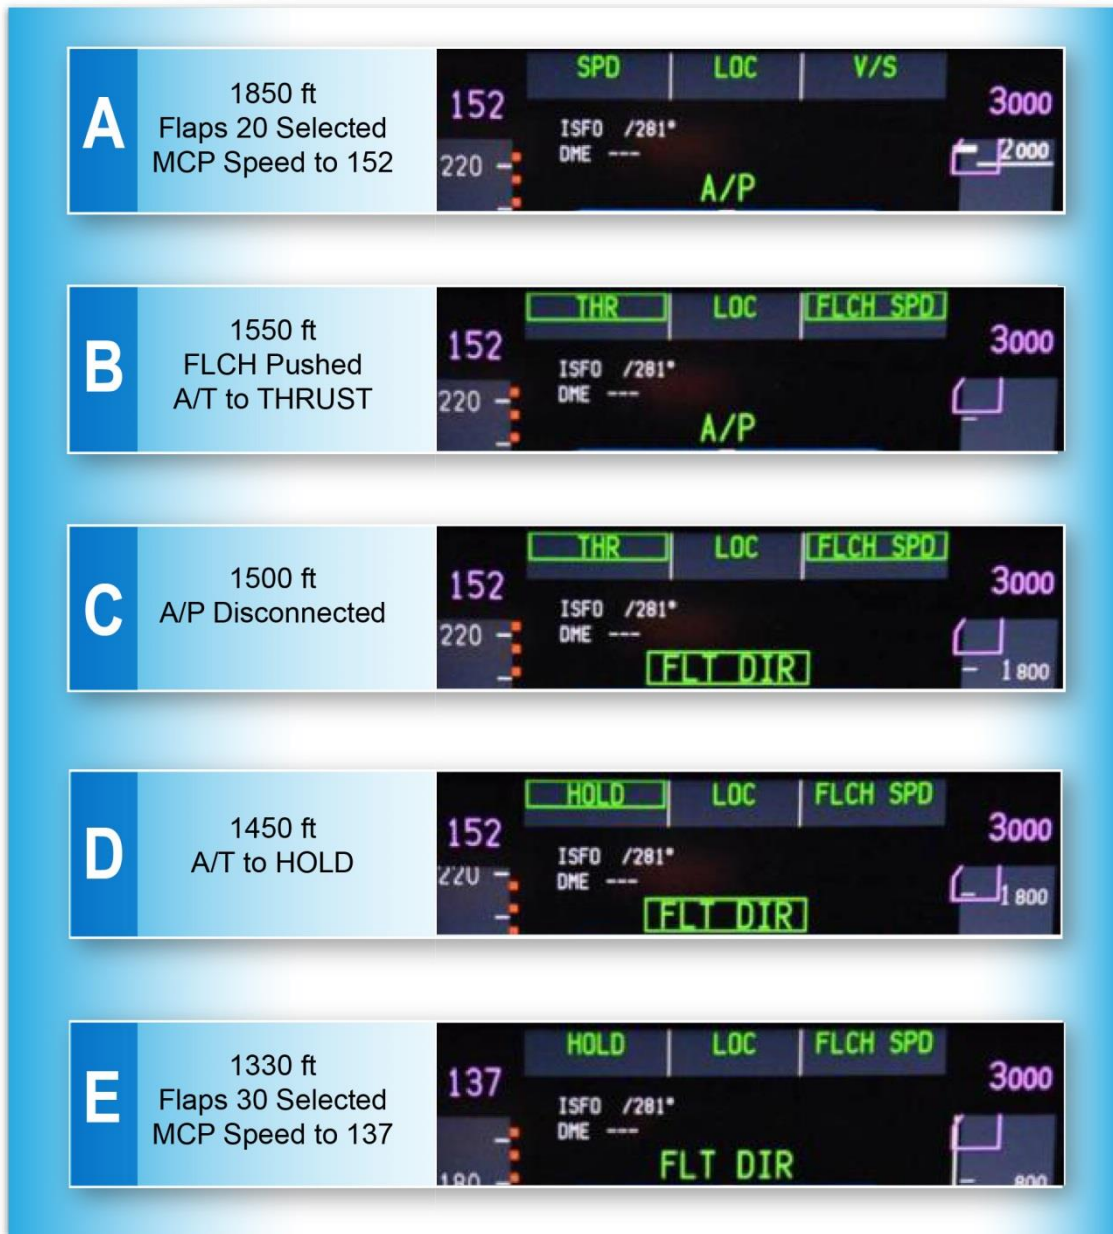 A
1850 ft
Flaps 20 Selected
MCP Speed to 152
SPD LOC V/S
152
3000
ISFO /281°
DME ---
220
2000
A/P
B
1550 ft
FLCH Pushed
A/T to THRUST
THR LOC FLCH SPD
152
3000
ISFO /281°
DME ---
220
A/P
C
1500 ft
A/P Disconnected
THR LOC FLCH SPD
152
3000
ISFO /281°
DME ---
220
1800
FLT DIR
D
1450 ft
A/T to HOLD
HOLD LOC FLCH SPD
152
3000
ISFO /281°
DME ---
220
1800
FLT DIR
E
1330 ft
Flaps 30 Selected
MCP Speed to 137
HOLD LOC FLCH SPD
137
3000
ISFO /281°
DME ---
180
800
FLT DIR